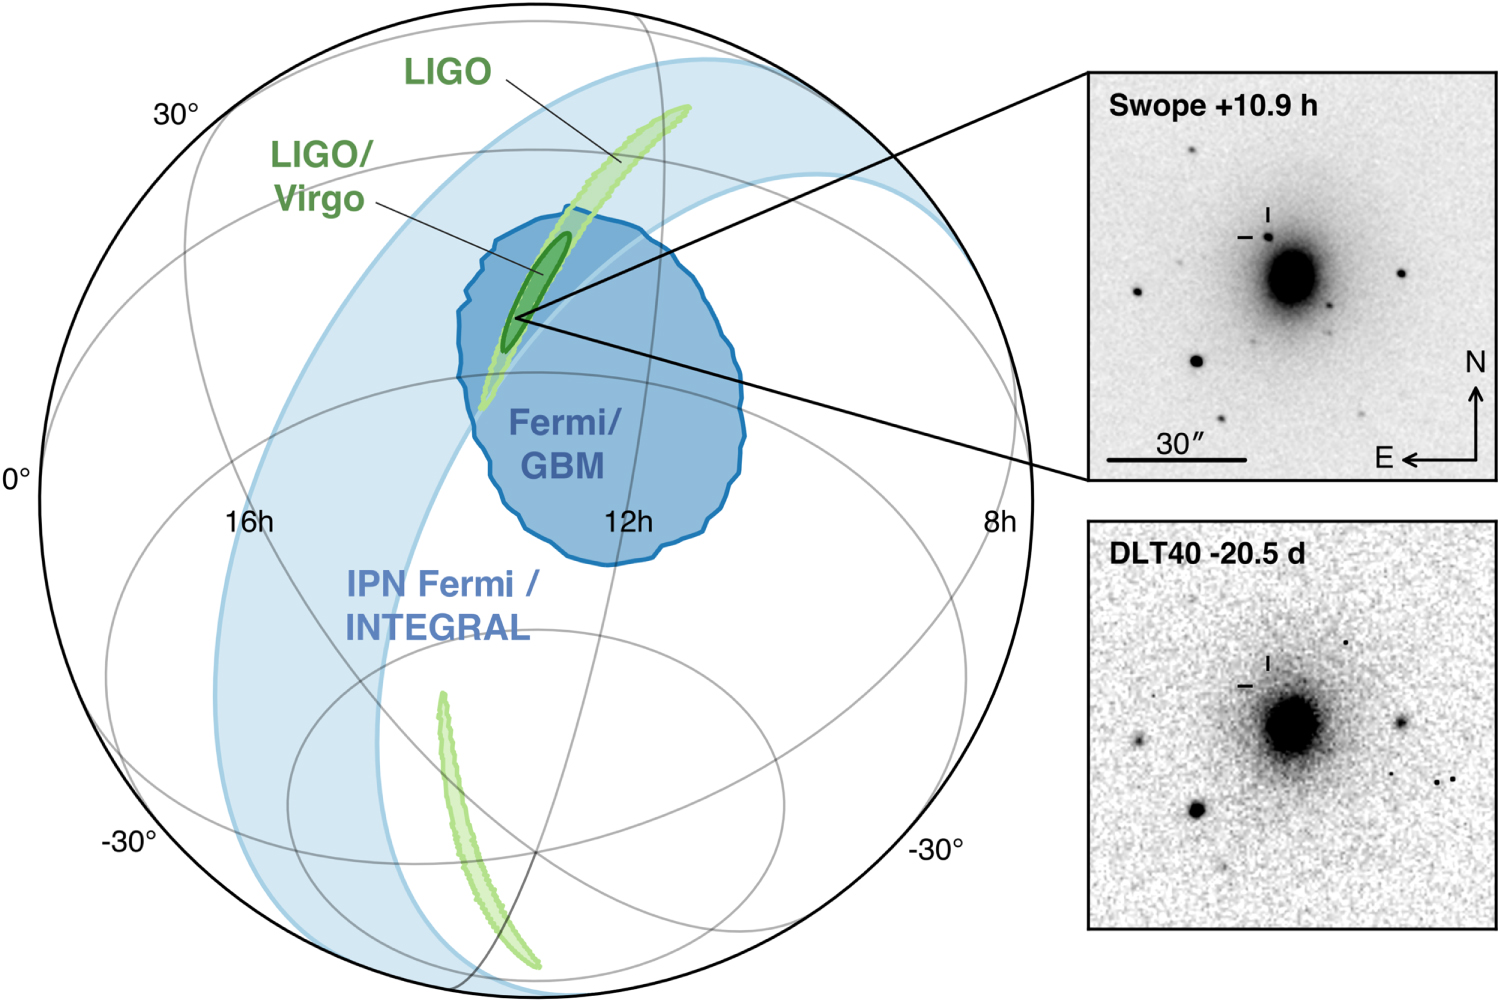 LIGO
30°
LIGO/
Virgo
Fermi/
GBM
0°
16h
12h
8h
IPN Fermi /
INTEGRAL
-30°
-30°
Swope +10.9 h
N
30″
E
DLT40 -20.5 d